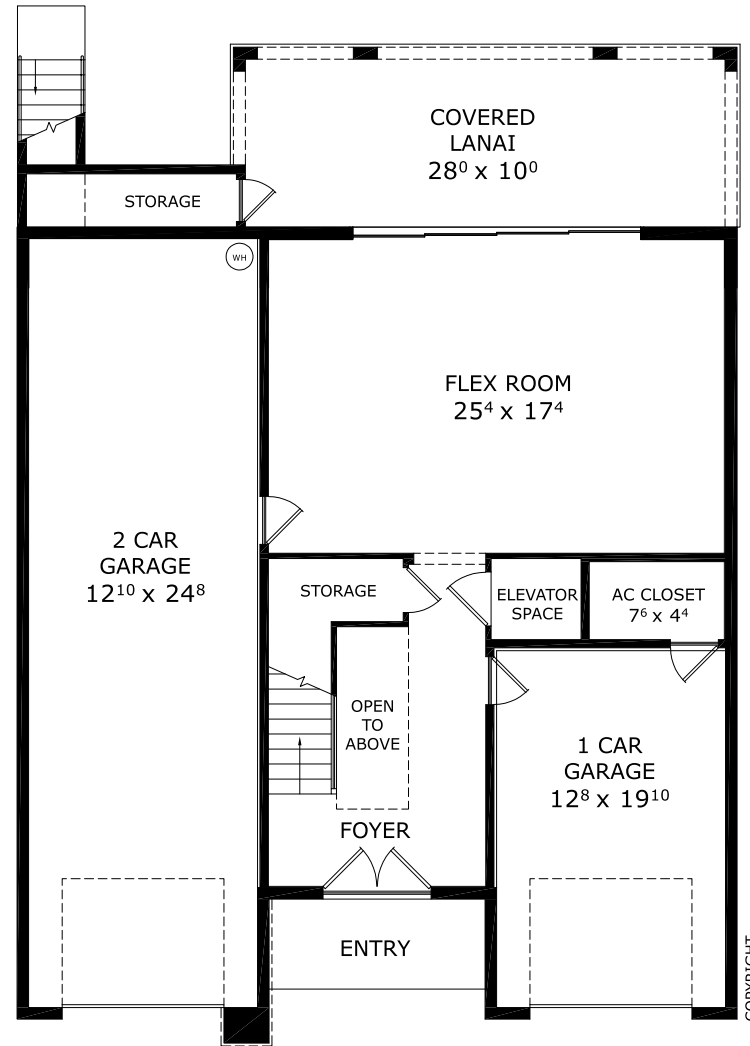 COVERED
LANAI
28⁰ x 10⁰
STORAGE
WH
FLEX ROOM
25⁴ x 17⁴
2 CAR
GARAGE
12¹⁰ x 24⁸
STORAGE
ELEVATOR
SPACE
AC CLOSET
7⁶ x 4⁴
OPEN
TO
ABOVE
1 CAR
GARAGE
12⁸ x 19¹⁰
FOYER
ENTRY
COPYRIGHT